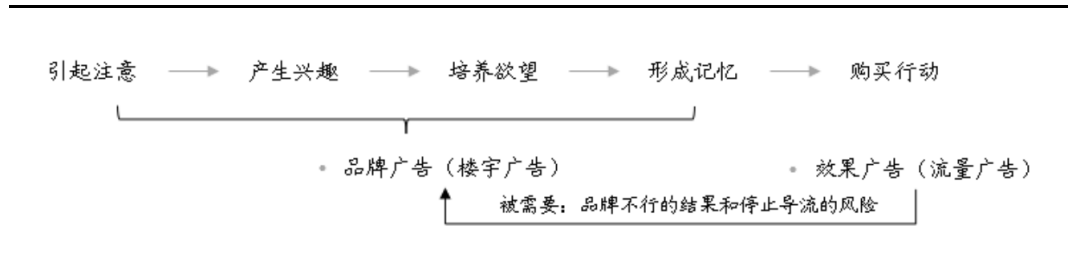 引起注意 产生兴趣 培养欲望 形成记忆 购买行动
品牌广告（楼宇广告） 效果广告（流量广告）
被需要：品牌不行的结果和停止导流的风险